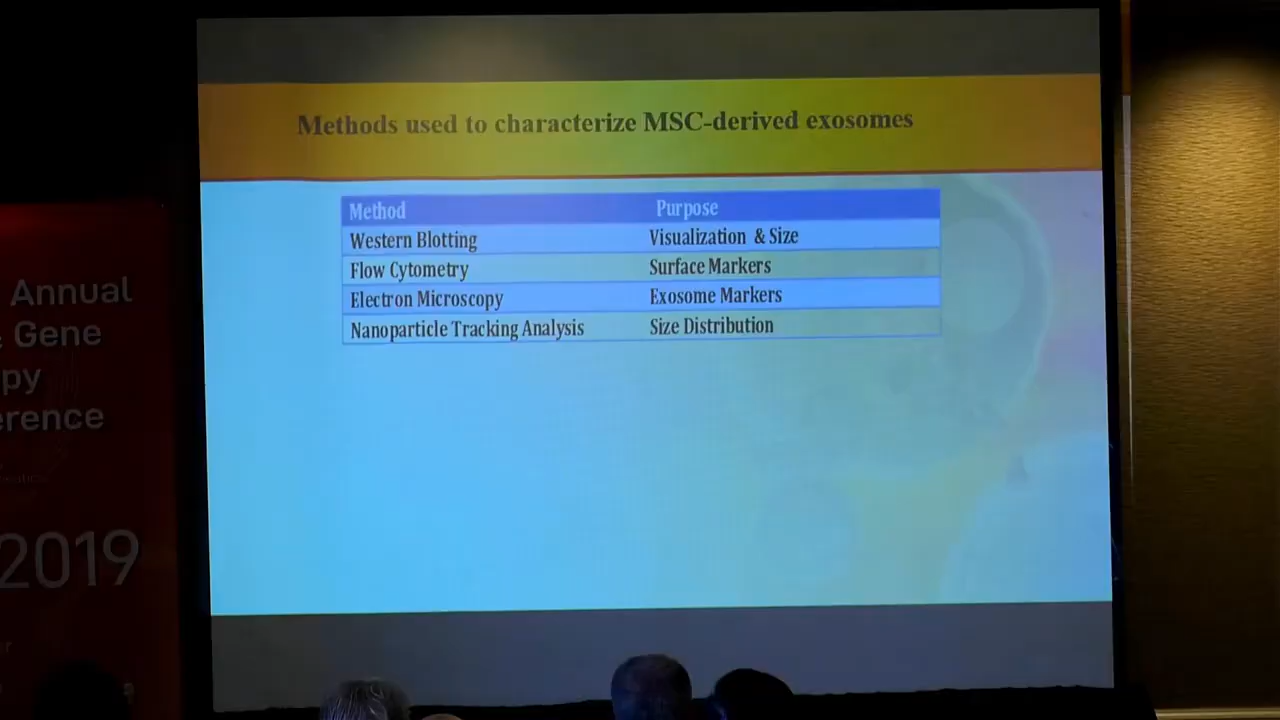 Methods used to characterize MSC-derived exosomes
Method Purpose
Western Blotting Visualization & Size
Flow Cytometry Surface Markers
Electron Microscopy Exosome Markers
Nanoparticle Tracking Analysis Size Distribution
Annual
Gene
py
erence
2019